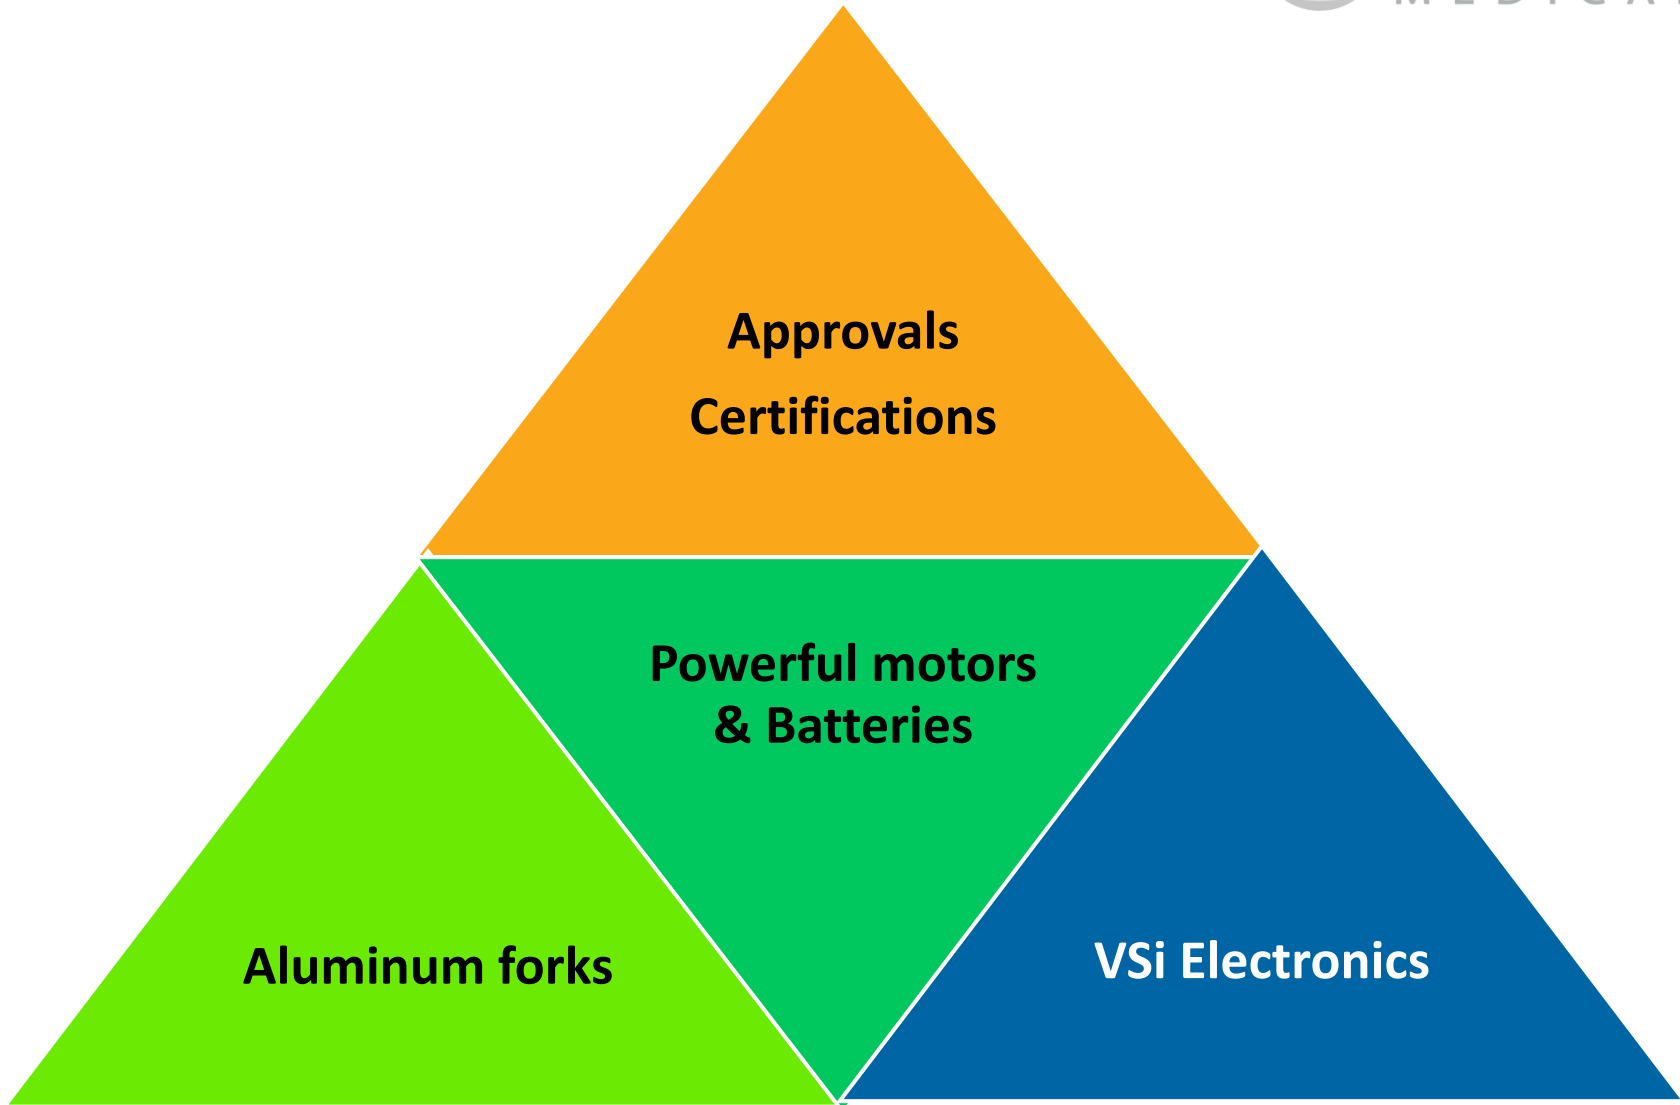 Approvals
Certifications
Powerful motors
& Batteries
Aluminum forks
VSi Electronics